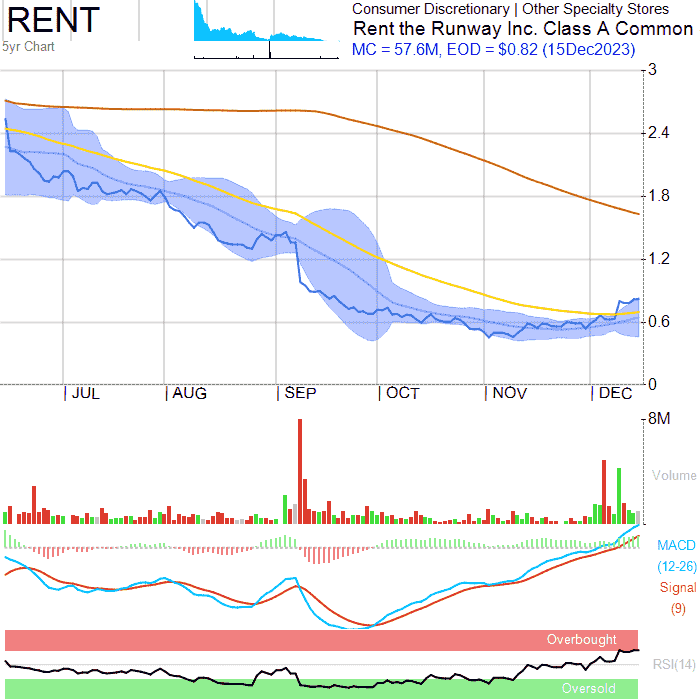 RENT
5yr Chart
Consumer Discretionary | Other Specialty Stores
Rent the Runway Inc. Class A Common
MC = 57.6M, EOD = $0.82 (15Dec2023)
3
2.4
1.8
1.2
0.6
0
JUL
AUG
SEP
OCT
NOV
DEC
8M
Volume
MACD
(12-26)
Signal
(9)
Overbought
RSI(14)
Oversold